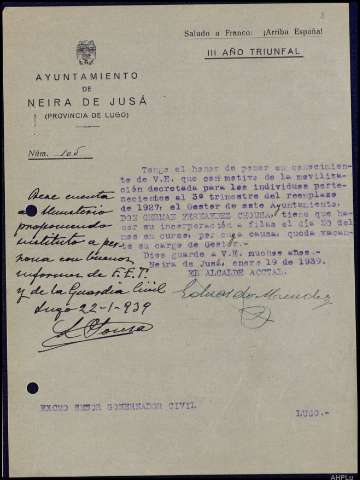 Saludo a Franco: ¡Arriba España!
III AÑO TRIUNFAL
AYUNTAMIENTO
DE
NEIRA DE JUSÁ
(PROVINCIA DE LUGO)
Núm. 105
Tengo el honor de poner en conocimien-
to de V.E. que con motivo de la moviliza-
ción decretada para los individuos perte-
necientes al 3º trimestre del reemplazo
de 1927, el Gestor de este Ayuntamiento,
DON GERMAN FERNANDEZ CHOUSA, tiene que ha-
cer su incorporación a filas el dia 20 del
mes en curso, por cuya causa, queda vacan-
te su cargo de Gestor.-
Dios guarde a V.E. muchos años.-
Neira de Jusá, enero 19 de 1939.
EL ALCALDE ACCTAL.
Eduardo
Dese cuenta
al Ministerio
proponiendo
sustituto a per-
sona con buenos
informes de F.E.T.
y de la Guardia Civil
Lugo 22-1-939
EXCMO SEÑOR GOBERNADOR CIVIL
LUGO.-
AHPLu